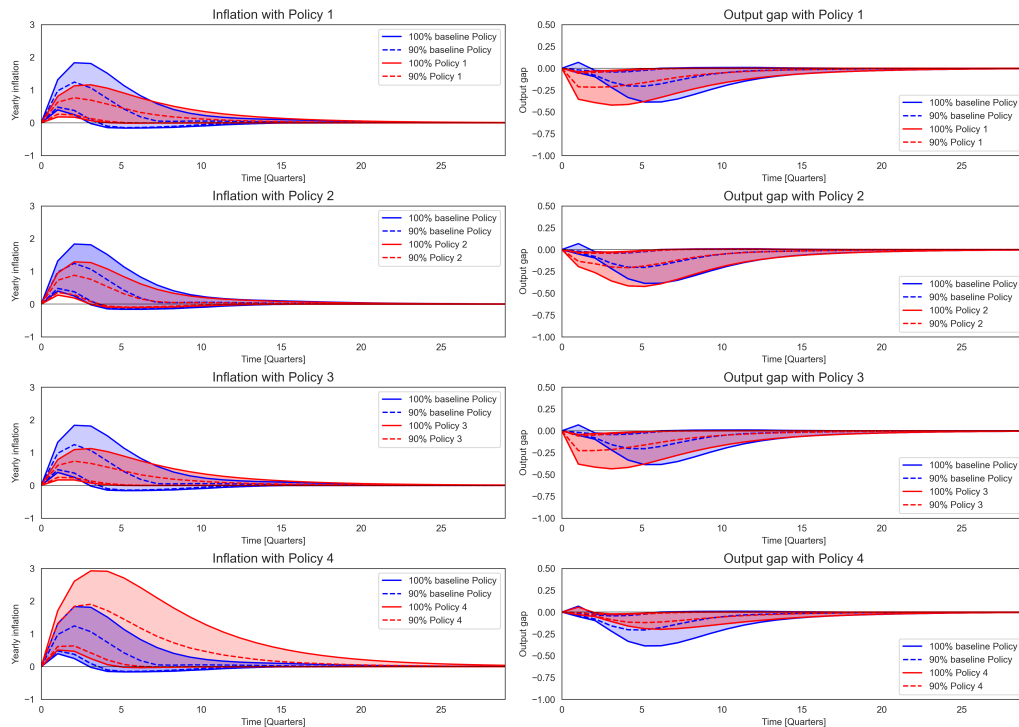 Inflation with Policy 1
3
2
1
0
−1
Yearly inflation
100% baseline Policy
90% baseline Policy
100% Policy 1
90% Policy 1
0
5
10
15
20
25
Time [Quarters]
Output gap with Policy 1
0.50
0.25
0.00
−0.25
−0.50
−0.75
−1.00
Output gap
100% baseline Policy
90% baseline Policy
100% Policy 1
90% Policy 1
0
5
10
15
20
25
Time [Quarters]
Inflation with Policy 2
3
2
1
0
−1
Yearly inflation
100% baseline Policy
90% baseline Policy
100% Policy 2
90% Policy 2
0
5
10
15
20
25
Time [Quarters]
Output gap with Policy 2
0.50
0.25
0.00
−0.25
−0.50
−0.75
−1.00
Output gap
100% baseline Policy
90% baseline Policy
100% Policy 2
90% Policy 2
0
5
10
15
20
25
Time [Quarters]
Inflation with Policy 3
3
2
1
0
−1
Yearly inflation
100% baseline Policy
90% baseline Policy
100% Policy 3
90% Policy 3
0
5
10
15
20
25
Time [Quarters]
Output gap with Policy 3
0.50
0.25
0.00
−0.25
−0.50
−0.75
−1.00
Output gap
100% baseline Policy
90% baseline Policy
100% Policy 3
90% Policy 3
0
5
10
15
20
25
Time [Quarters]
Inflation with Policy 4
3
2
1
0
−1
Yearly inflation
100% baseline Policy
90% baseline Policy
100% Policy 4
90% Policy 4
0
5
10
15
20
25
Time [Quarters]
Output gap with Policy 4
0.50
0.25
0.00
−0.25
−0.50
−0.75
−1.00
Output gap
100% baseline Policy
90% baseline Policy
100% Policy 4
90% Policy 4
0
5
10
15
20
25
Time [Quarters]